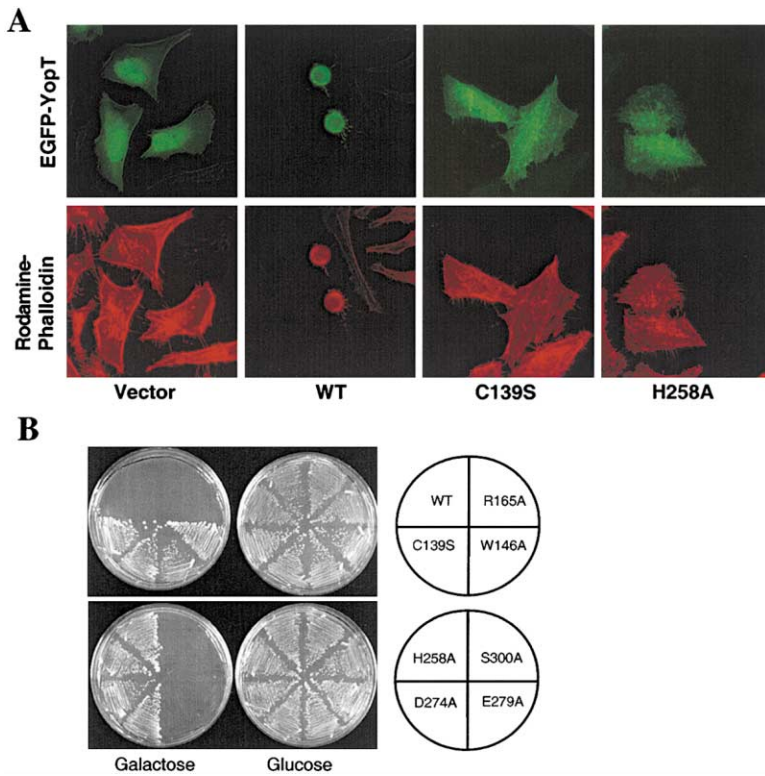 A
EGFP-YopT
Rodamine-
Phalloidin
Vector WT C139S H258A
B
WT R165A
C139S W146A
H258A S300A
D274A E279A
Galactose Glucose